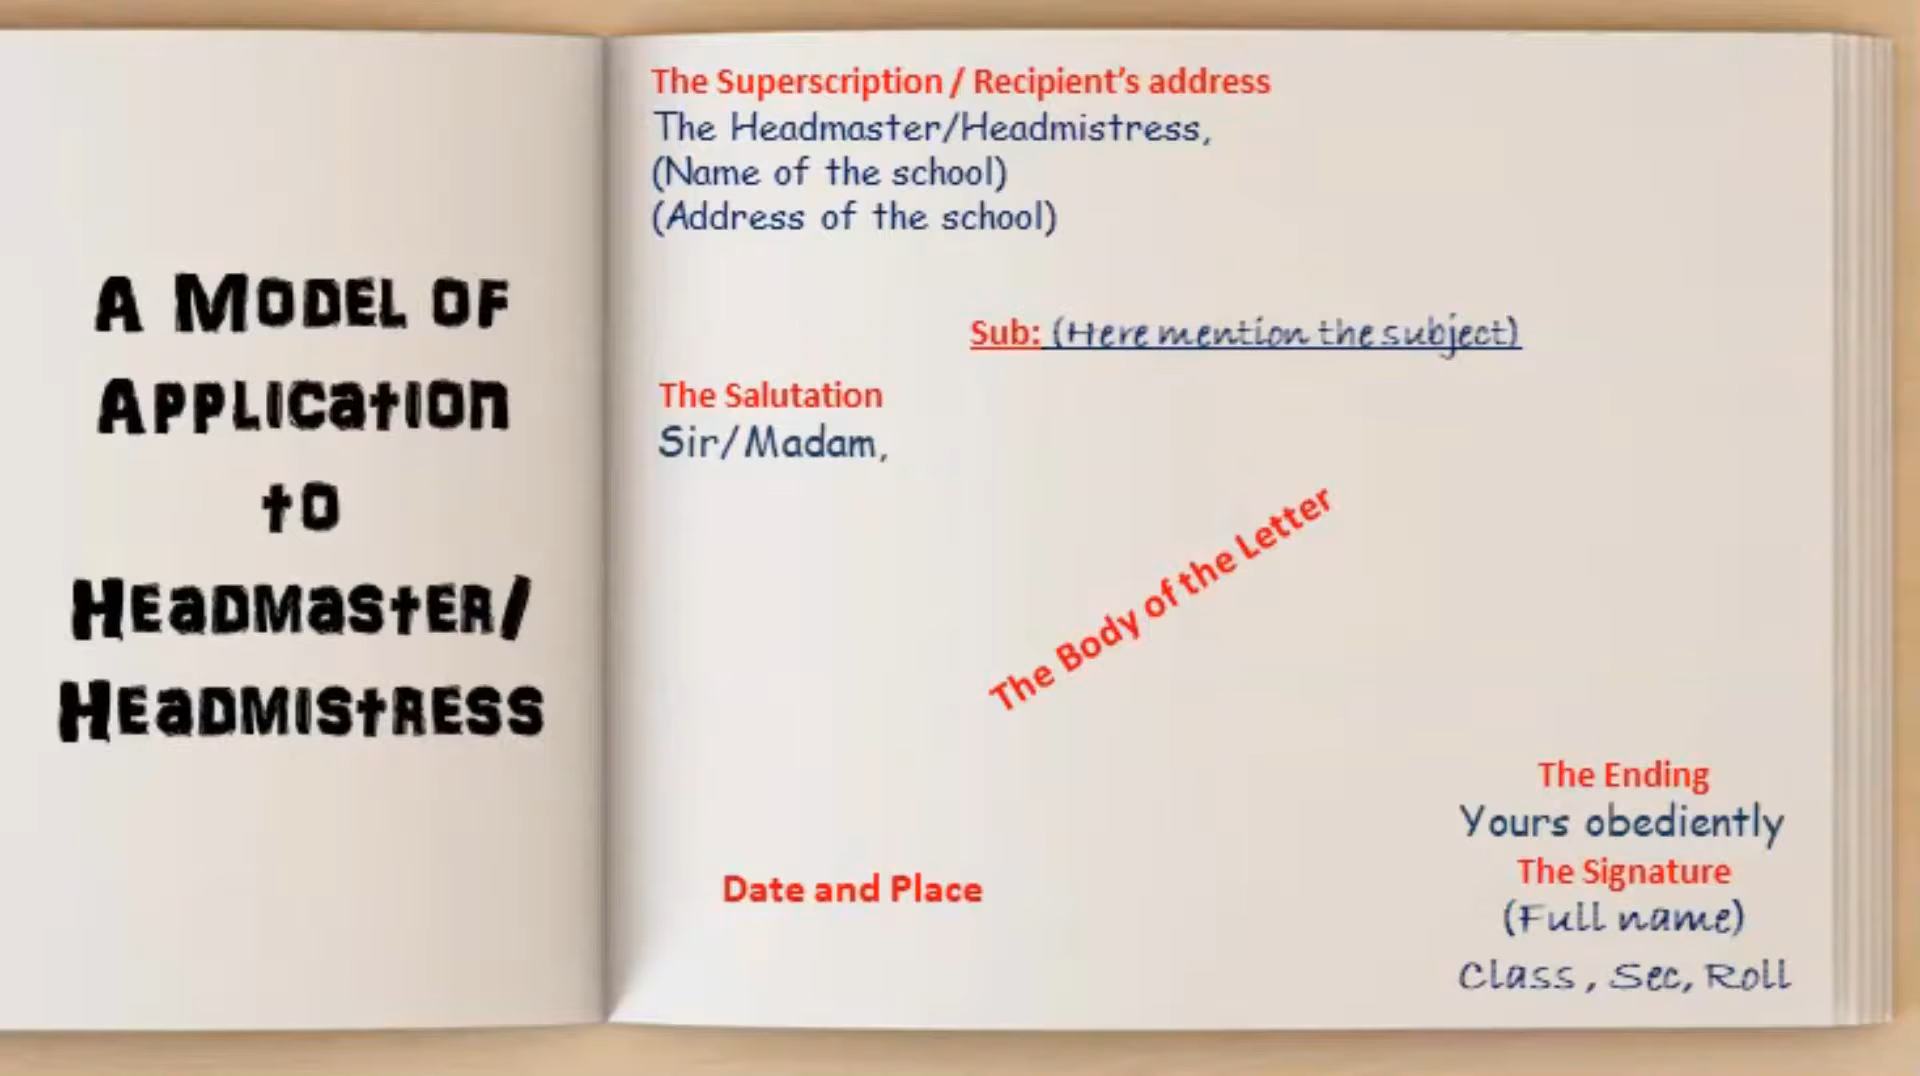 A Model of
Application
to
Headmaster/
Headmistress
The Superscription / Recipient's address
The Headmaster/Headmistress,
(Name of the school)
(Address of the school)
Sub: (Here mention the subject)
The Salutation
Sir/Madam,
The Body of the Letter
The Ending
Yours obediently
The Signature
(Full name)
Class , Sec, Roll
Date and Place